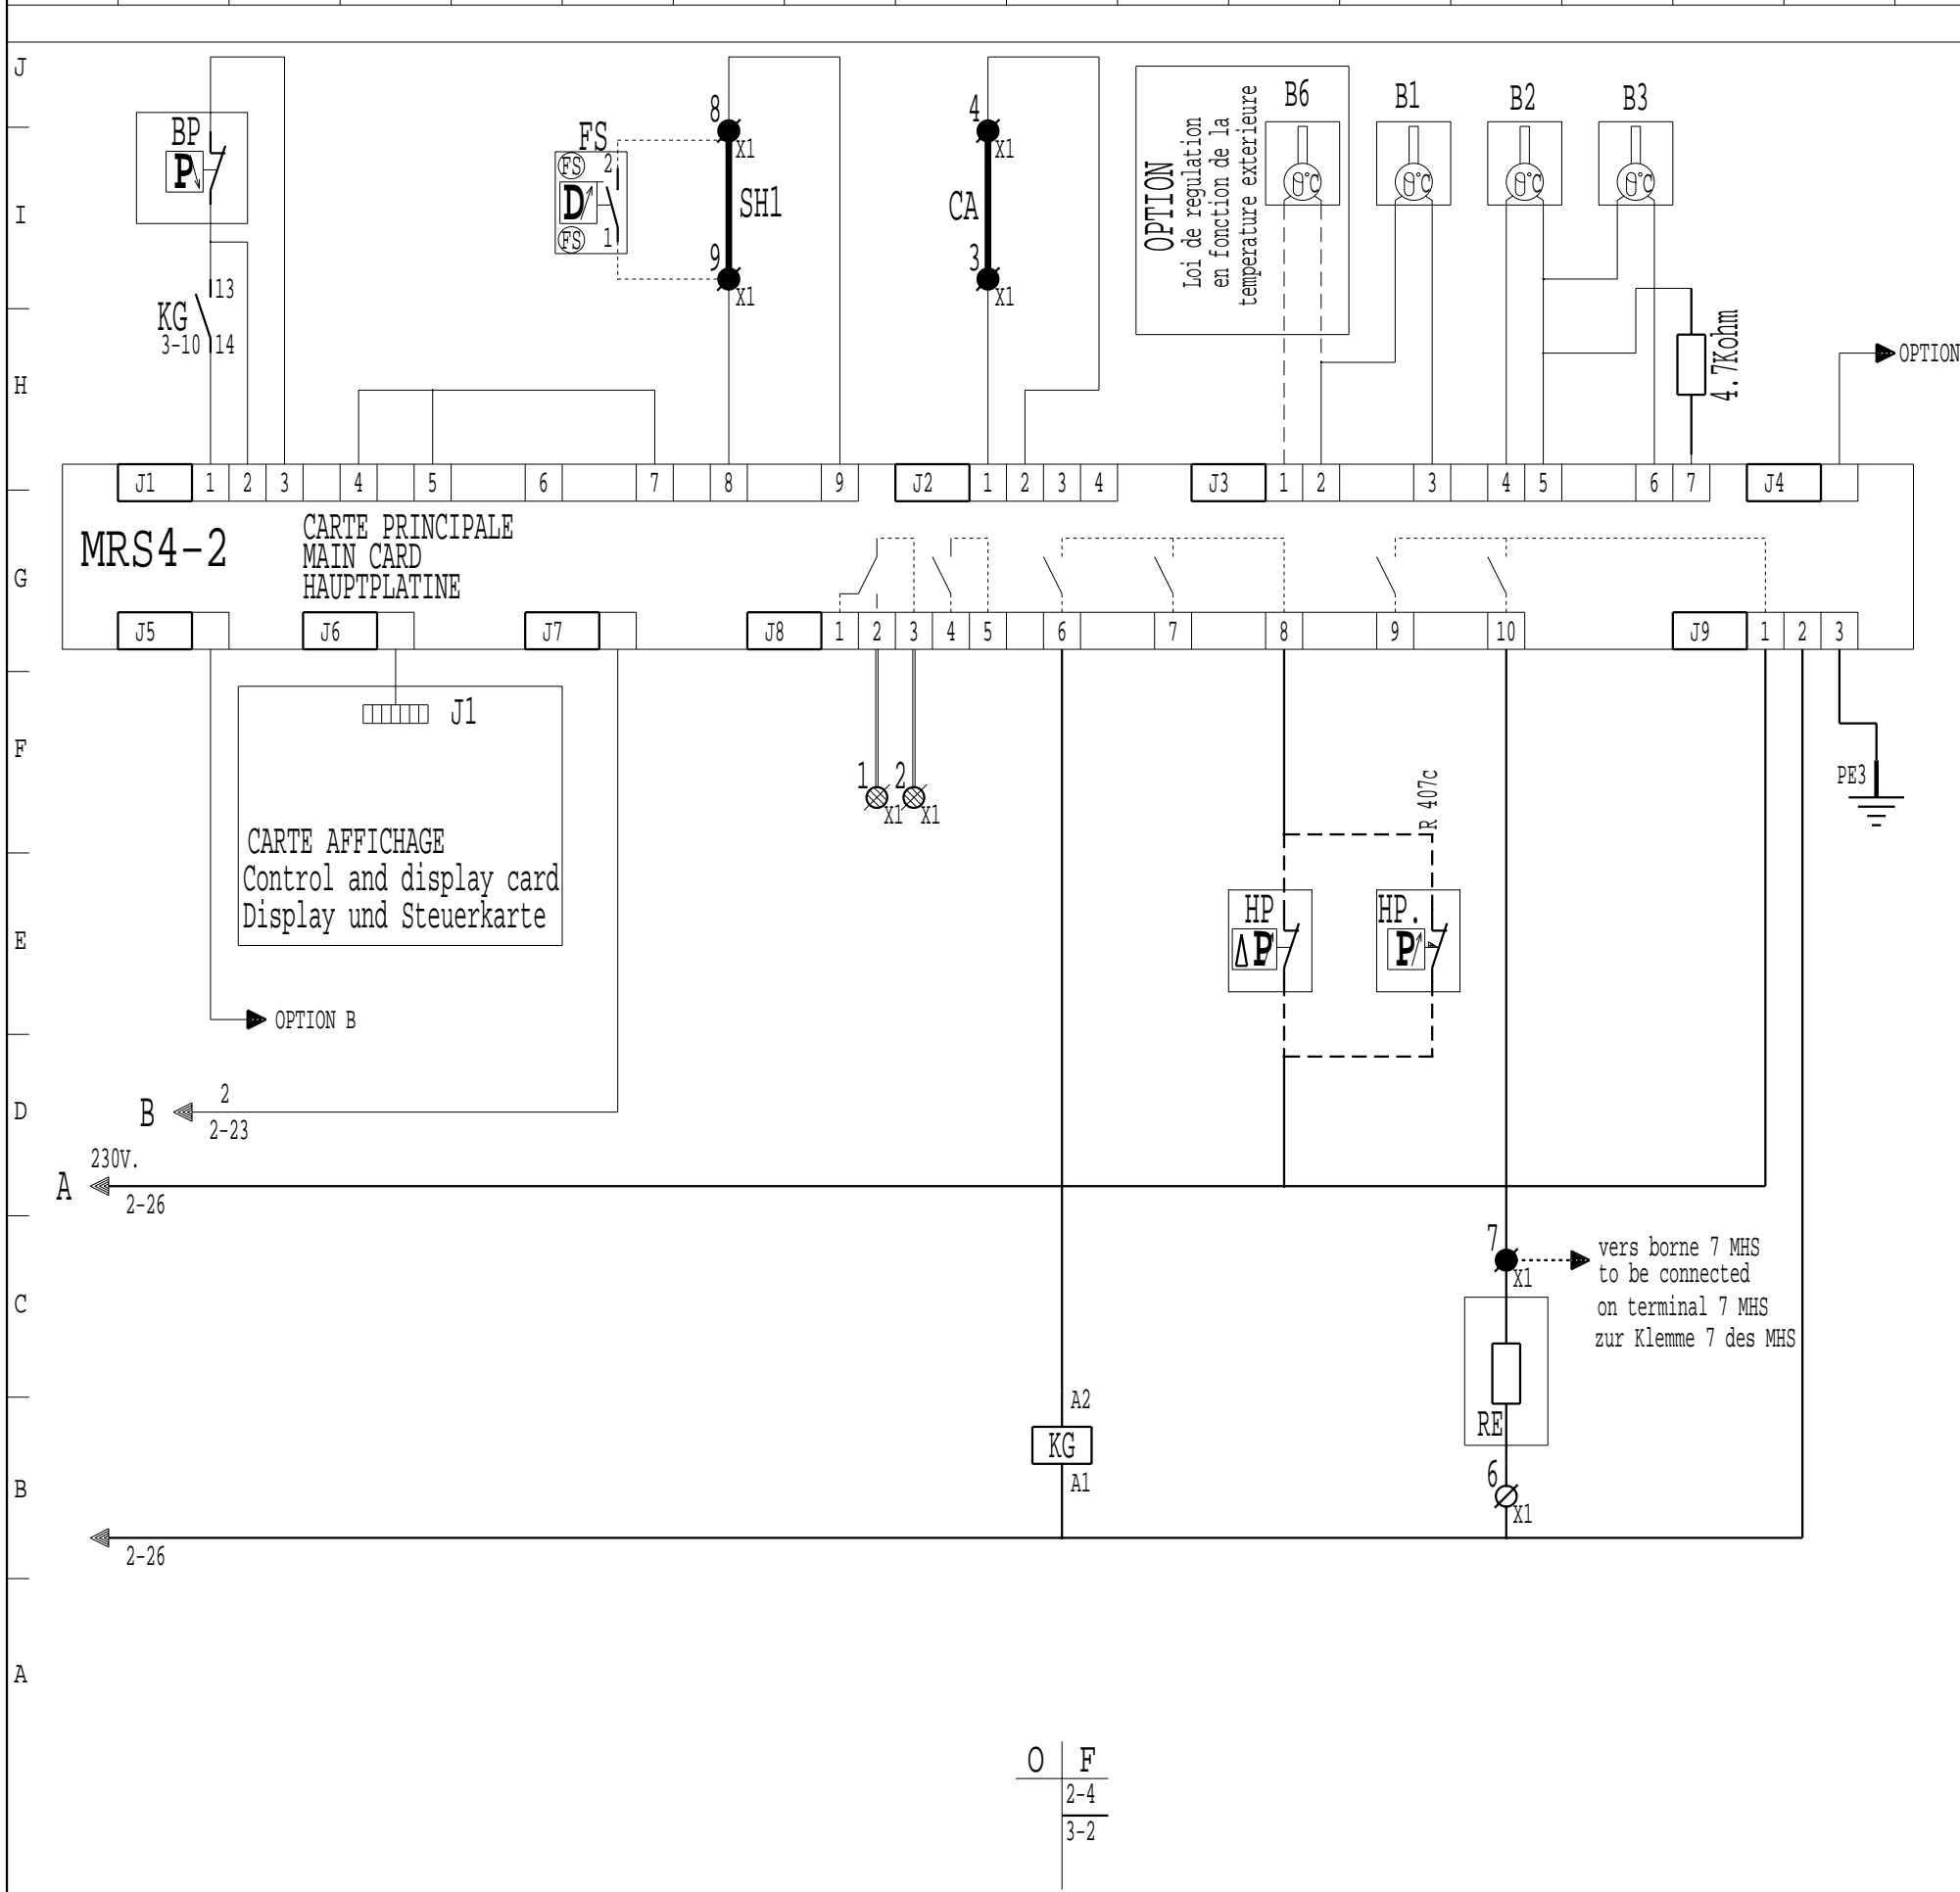 J
I
H
G
F
E
D
C
B
A
BP
P
13
KG
3-10
14
FS
FS
2
D
FS
1
8
X1
SH1
9
X1
4
X1
CA
3
X1
OPTION
Loi de regulation
en fonction de la
temperature exterieure
B6
B1
B2
B3
θ°C
θ°C
θ°C
θ°C
4.7Kohm
OPTION
J1 1 2 3 4 5 6 7 8 9
J2 1 2 3 4
J3 1 2 3 4 5 6 7
J4
MRS4-2
CARTE PRINCIPALE
MAIN CARD
HAUPTPLATINE
J5
J6
J7
J8 1 2 3 4 5 6 7 8 9 10
J9 1 2 3
J1
CARTE AFFICHAGE
Control and display card
Display und Steuerkarte
1
X1
2
X1
R 407c
PE3
HP
ΔP
HP.
P
OPTION B
B
2
2-23
230V.
A
2-26
7
X1
vers borne 7 MHS
to be connected
on terminal 7 MHS
zur Klemme 7 des MHS
A2
KG
A1
RE
6
X1
2-26
O F
2-4
3-2